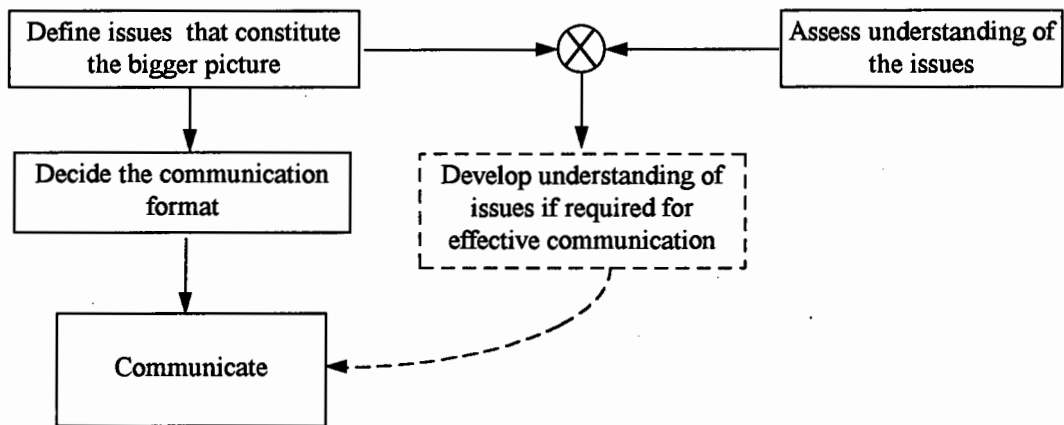 Define issues that constitute
the bigger picture
Assess understanding of
the issues
Decide the communication
format
Develop understanding of
issues if required for
effective communication
Communicate